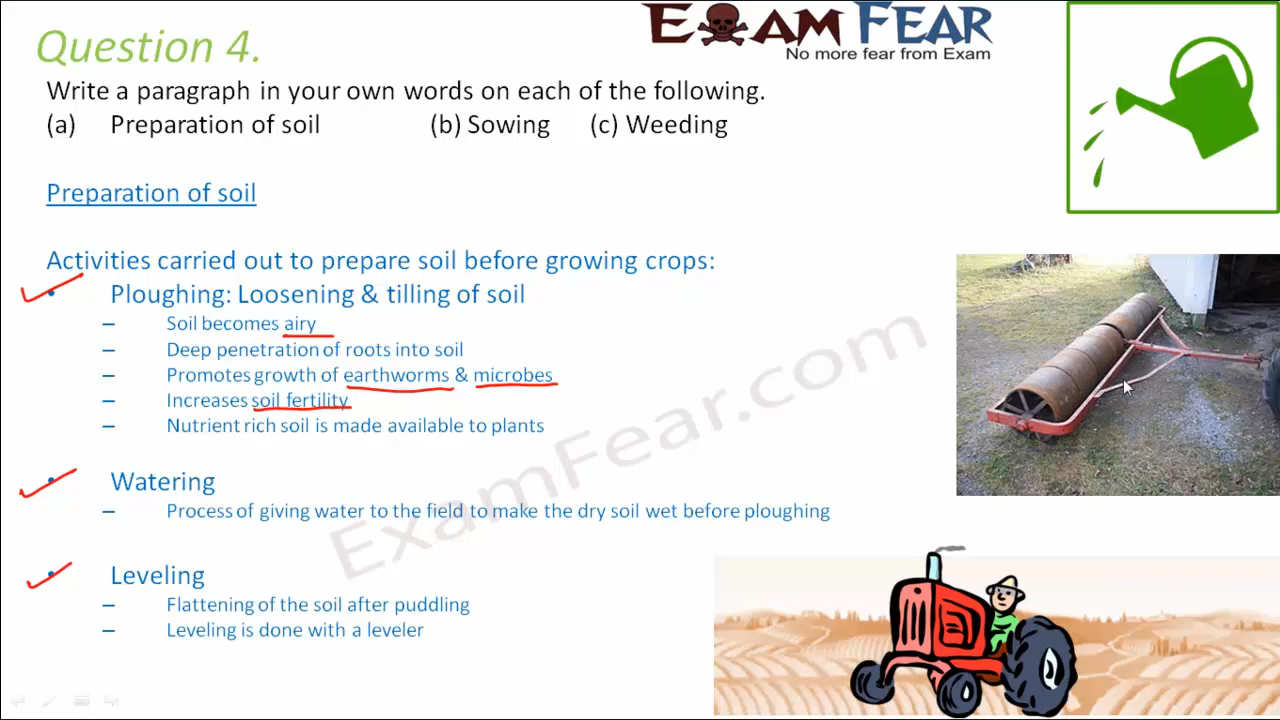 Question 4.
EXAM FEAR
No more fear from Exam
Write a paragraph in your own words on each of the following.
(a) Preparation of soil (b) Sowing (c) Weeding
Preparation of soil
Activities carried out to prepare soil before growing crops:
• Ploughing: Loosening & tilling of soil
– Soil becomes airy
– Deep penetration of roots into soil
– Promotes growth of earthworms & microbes
– Increases soil fertility
– Nutrient rich soil is made available to plants
• Watering
– Process of giving water to the field to make the dry soil wet before ploughing
• Leveling
– Flattening of the soil after puddling
– Leveling is done with a leveler
ExamFear.com